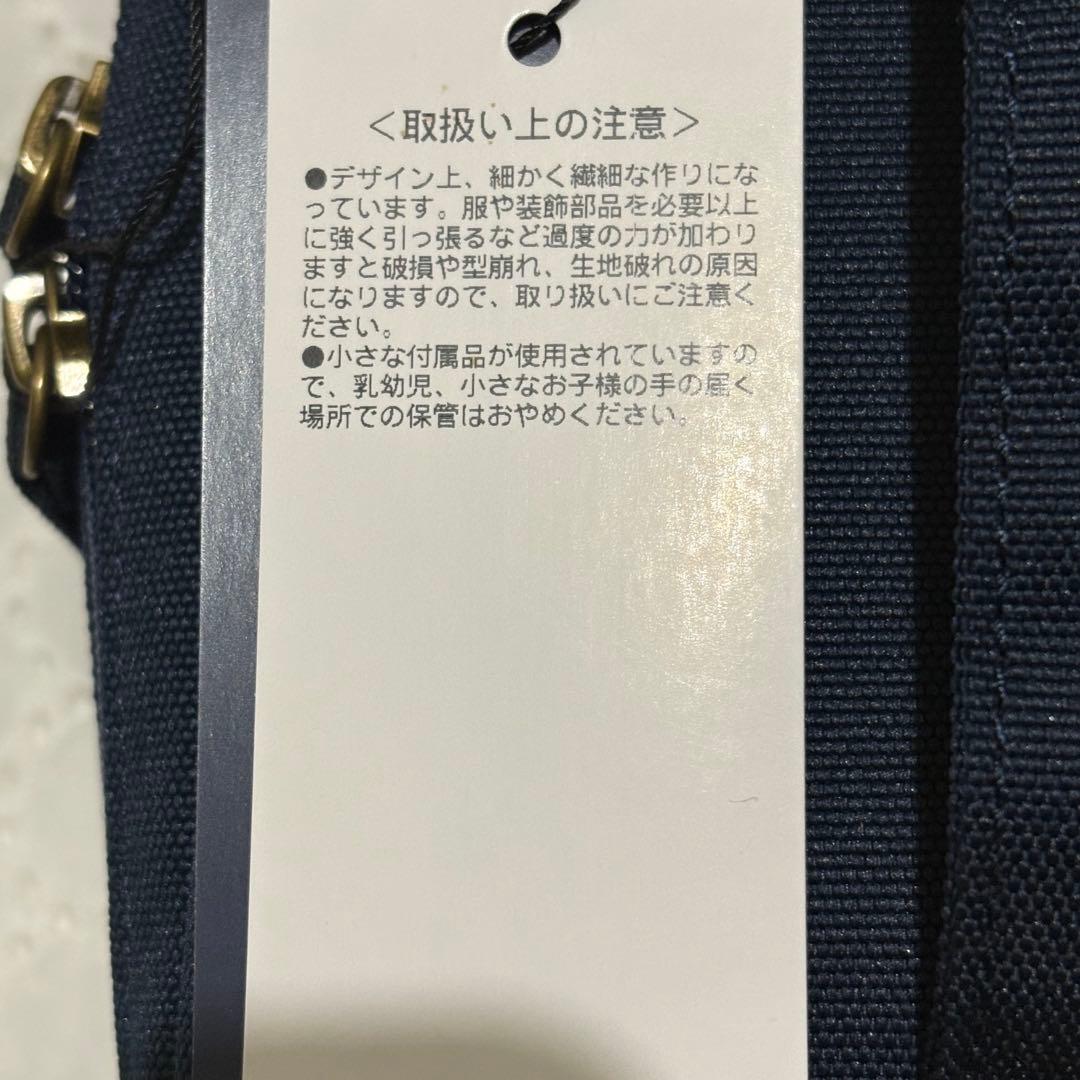 ＜取扱い上の注意＞
●デザイン上、細かく繊細な作りにな
っています。服や装飾部品を必要以上
に強く引っ張るなど過度の力が加わり
ますと破損や型崩れ、生地破れの原因
になりますので、取り扱いにご注意く
ださい。
●小さな付属品が使用されていますの
で、乳幼児、小さなお子様の手の届く
場所での保管はおやめください。